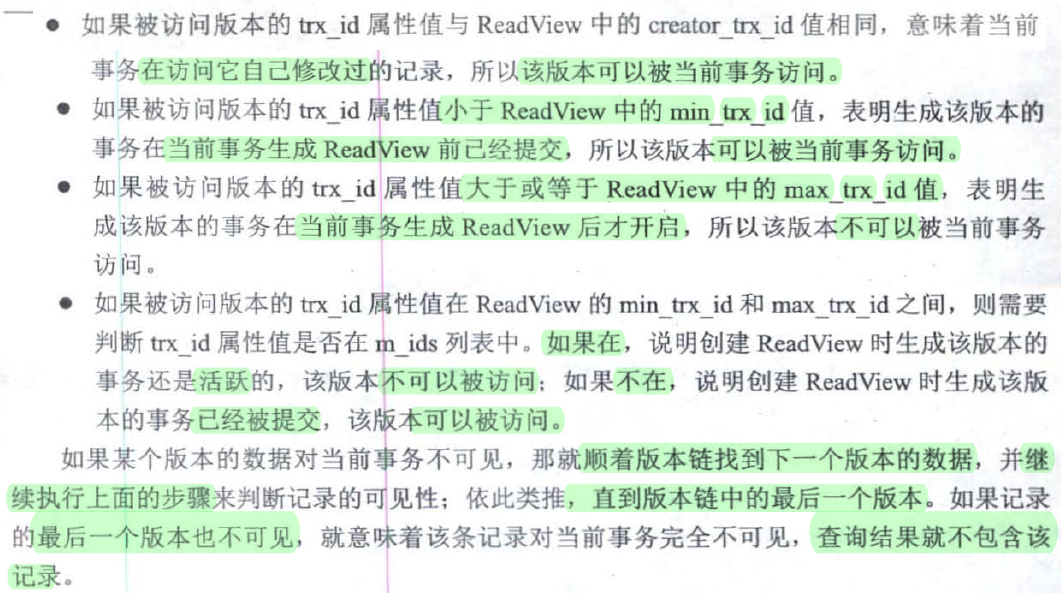 ● 如果被访问版本的 trx_id 属性值与 ReadView 中的 creator_trx_id 值相同，意味着当前
事务在访问它自己修改过的记录，所以该版本可以被当前事务访问。
● 如果被访问版本的 trx_id 属性值小于 ReadView 中的 min_trx_id 值，表明生成该版本的
事务在当前事务生成 ReadView 前已经提交，所以该版本可以被当前事务访问。
● 如果被访问版本的 trx_id 属性值大于或等于 ReadView 中的 max_trx_id 值，表明生
成该版本的事务在当前事务生成 ReadView 后才开启，所以该版本不可以被当前事务
访问。
● 如果被访问版本的 trx_id 属性值在 ReadView 的 min_trx_id 和 max_trx_id 之间，则需要
判断 trx_id 属性值是否在 m_ids 列表中。如果在，说明创建 ReadView 时生成该版本的
事务还是活跃的，该版本不可以被访问；如果不在，说明创建 ReadView 时生成该版
本的事务已经被提交，该版本可以被访问。
如果某个版本的数据对当前事务不可见，那就顺着版本链找到下一个版本的数据，并继
续执行上面的步骤来判断记录的可见性；依此类推，直到版本链中的最后一个版本。如果记录
的最后一个版本也不可见，就意味着该条记录对当前事务完全不可见，查询结果就不包含该
记录。